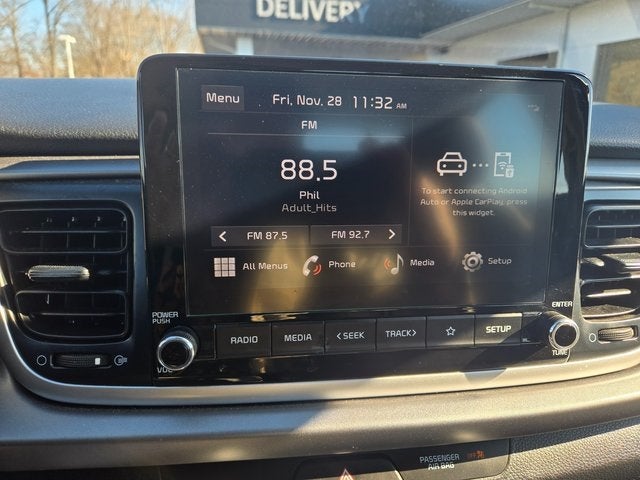 DELIVERY
Menu Fri, Nov. 28 11:32 AM
FM
88.5
Phil
Adult_Hits
To start connecting Android
Auto or Apple CarPlay, press
this widget.
< FM 87.5 FM 92.7 >
All Menus Phone Media Setup
POWER
PUSH
ENTER
RADIO MEDIA <SEEK TRACK> SETUP
VOL TUNE
PASSENGER
AIR BAG
OFF